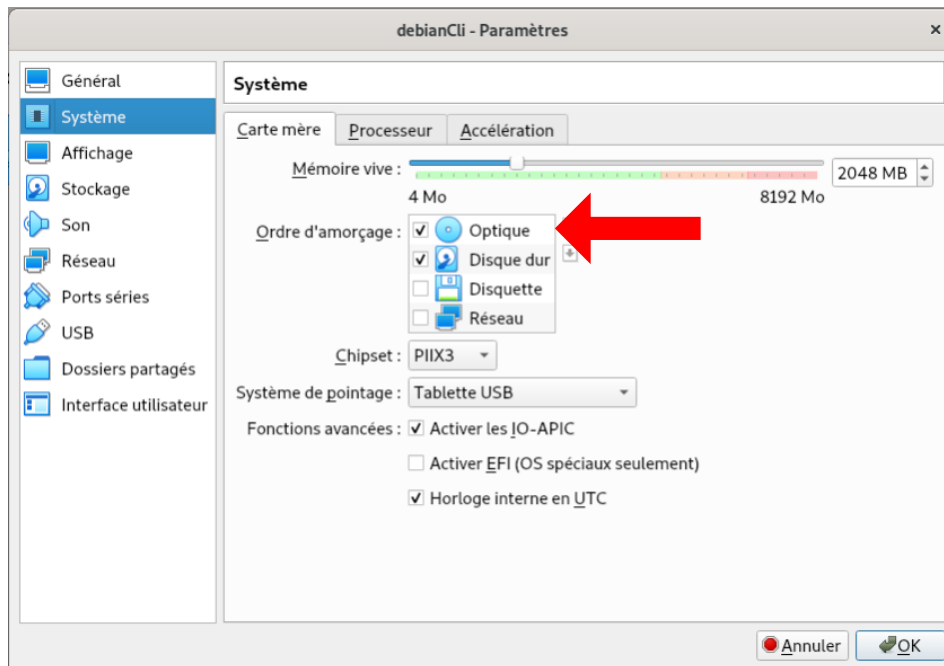 debianCli - Paramètres
Général
Système
Affichage
Stockage
Son
Réseau
Ports séries
USB
Dossiers partagés
Interface utilisateur
Système
Carte mère Processeur Accélération
Mémoire vive : 2048 MB
4 Mo 8192 Mo
Ordre d'amorçage : Optique
Disque dur
Disquette
Réseau
Chipset : PIIX3
Système de pointage : Tablette USB
Fonctions avancées : Activer les IO-APIC
Activer EFI (OS spéciaux seulement)
Horloge interne en UTC
Annuler OK